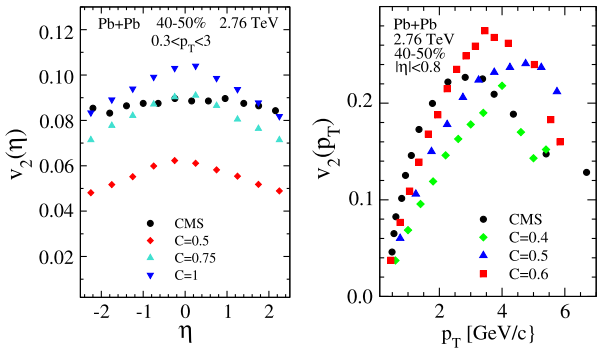 Pb+Pb 40-50% 2.76 TeV
0.3<p_T<3
v_2(η)
0.12
0.10
0.08
0.06
0.04
0.02
CMS
C=0.5
C=0.75
C=1
-2 -1 0 1 2
η
Pb+Pb
2.76 TeV
40-50%
|η|<0.8
v_2(p_T)
0.2
0.1
0.0
CMS
C=0.4
C=0.5
C=0.6
2 4 6
p_T [GeV/c}